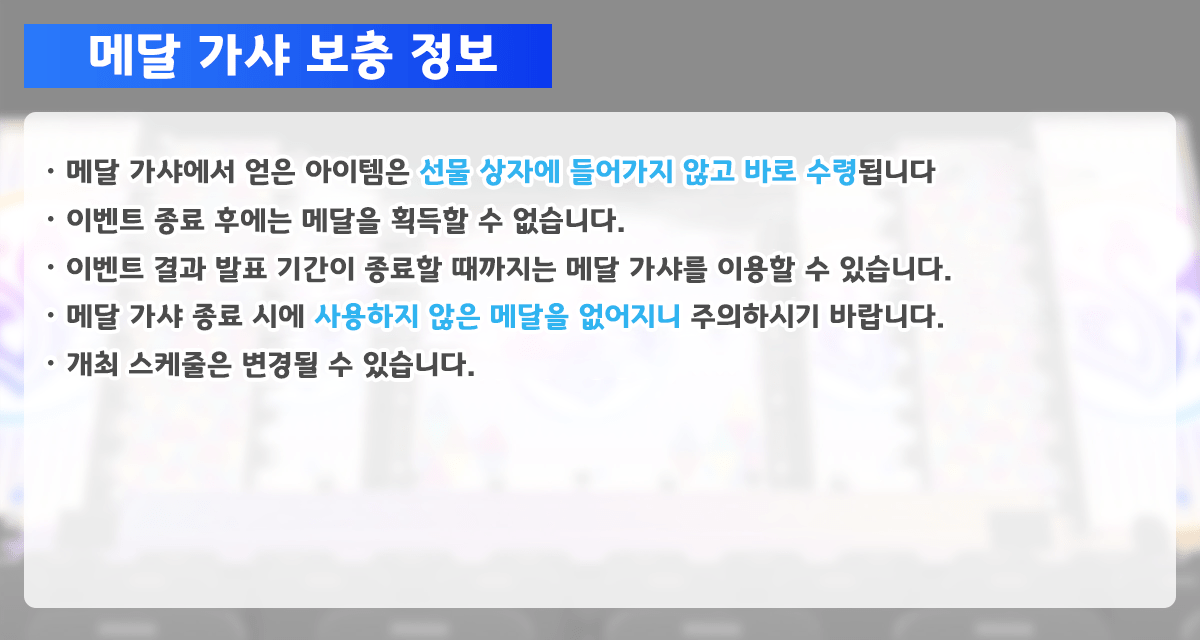 메달 가샤 보충 정보
· 메달 가샤에서 얻은 아이템은 선물 상자에 들어가지 않고 바로 수령됩니다
· 이벤트 종료 후에는 메달을 획득할 수 없습니다.
· 이벤트 결과 발표 기간이 종료할 때까지는 메달 가샤를 이용할 수 있습니다.
· 메달 가샤 종료 시에 사용하지 않은 메달을 없어지니 주의하시기 바랍니다.
· 개최 스케줄은 변경될 수 있습니다.